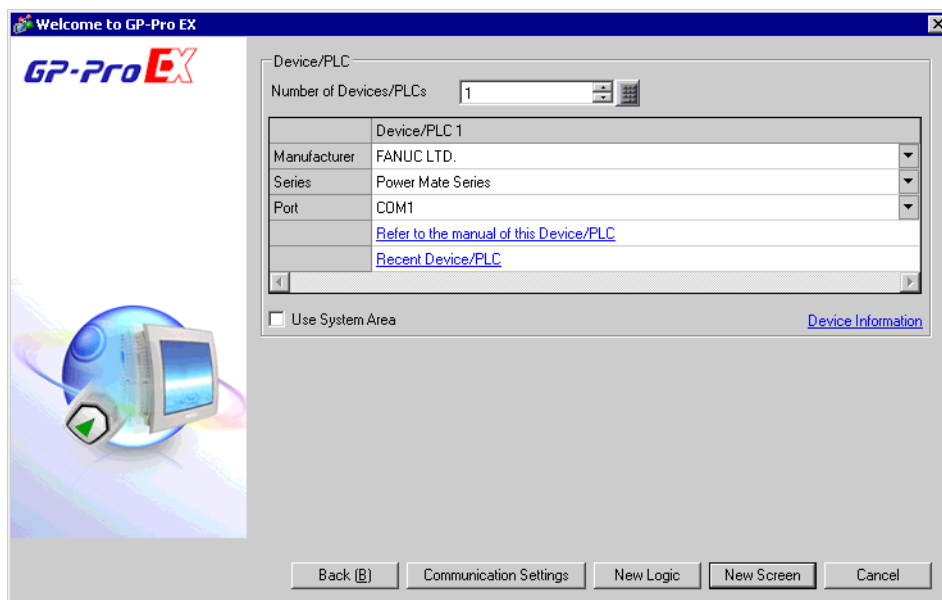 Welcome to GP-Pro EX
GP-Pro EX
Device/PLC
Number of Devices/PLCs 1
Device/PLC 1
Manufacturer FANUC LTD.
Series Power Mate Series
Port COM1
Refer to the manual of this Device/PLC
Recent Device/PLC
Use System Area Device Information
Back (B) Communication Settings New Logic New Screen Cancel